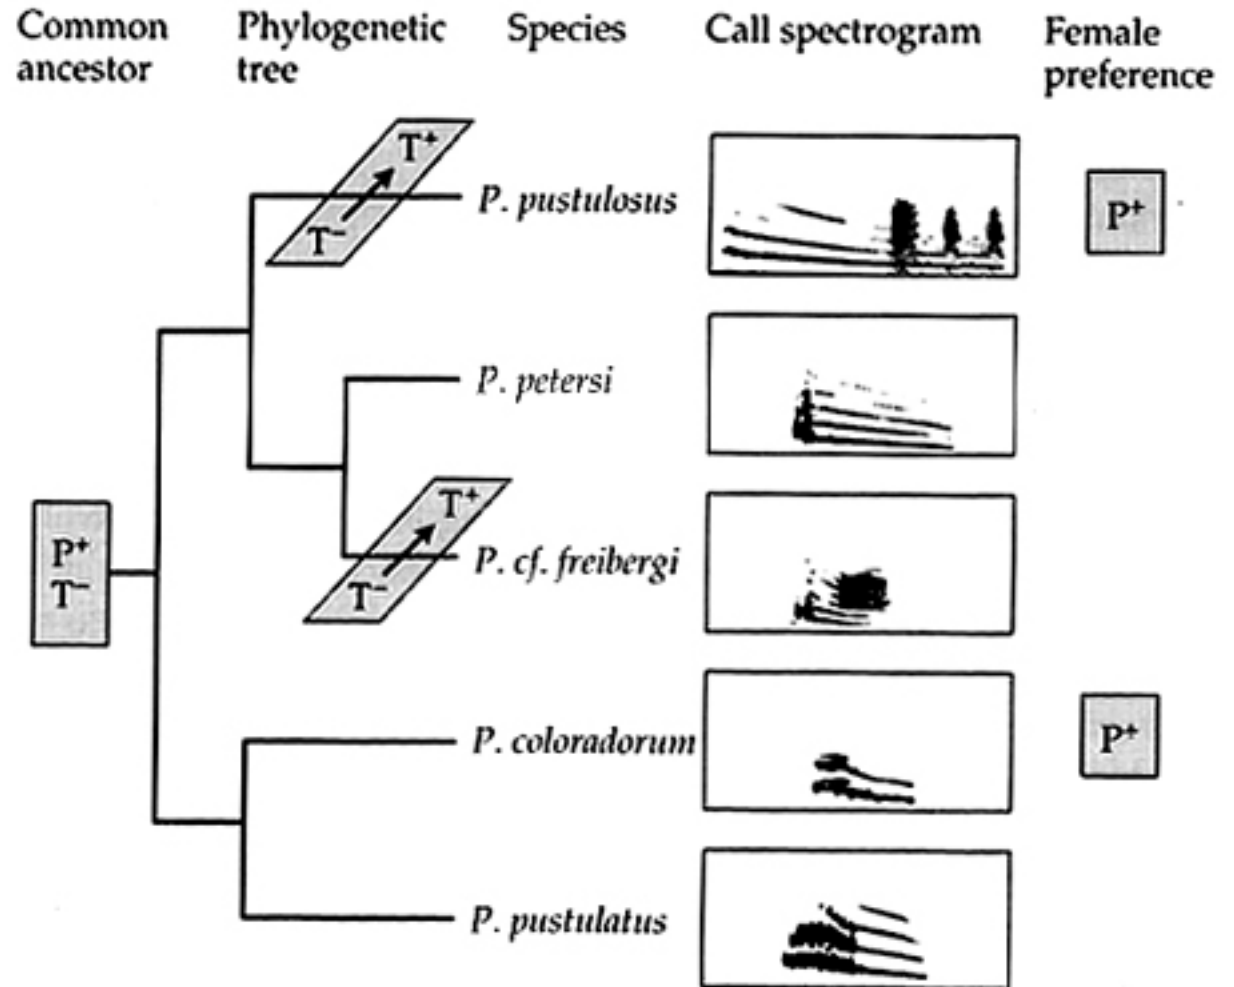 Common ancestor
Phylogenetic tree
Species
Call spectrogram
Female preference
T⁺
T⁻
P. pustulosus
P⁺
P. petersi
P⁺
T⁻
T⁺
T⁻
P. cf. freibergi
P. coloradorum
P⁺
P. pustulatus